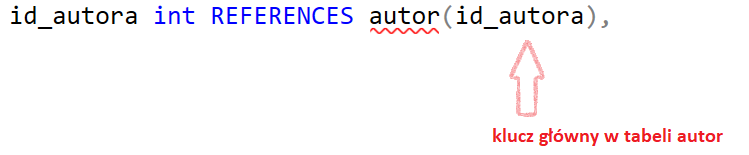 id_autora int REFERENCES autor(id_autora),
klucz główny w tabeli autor